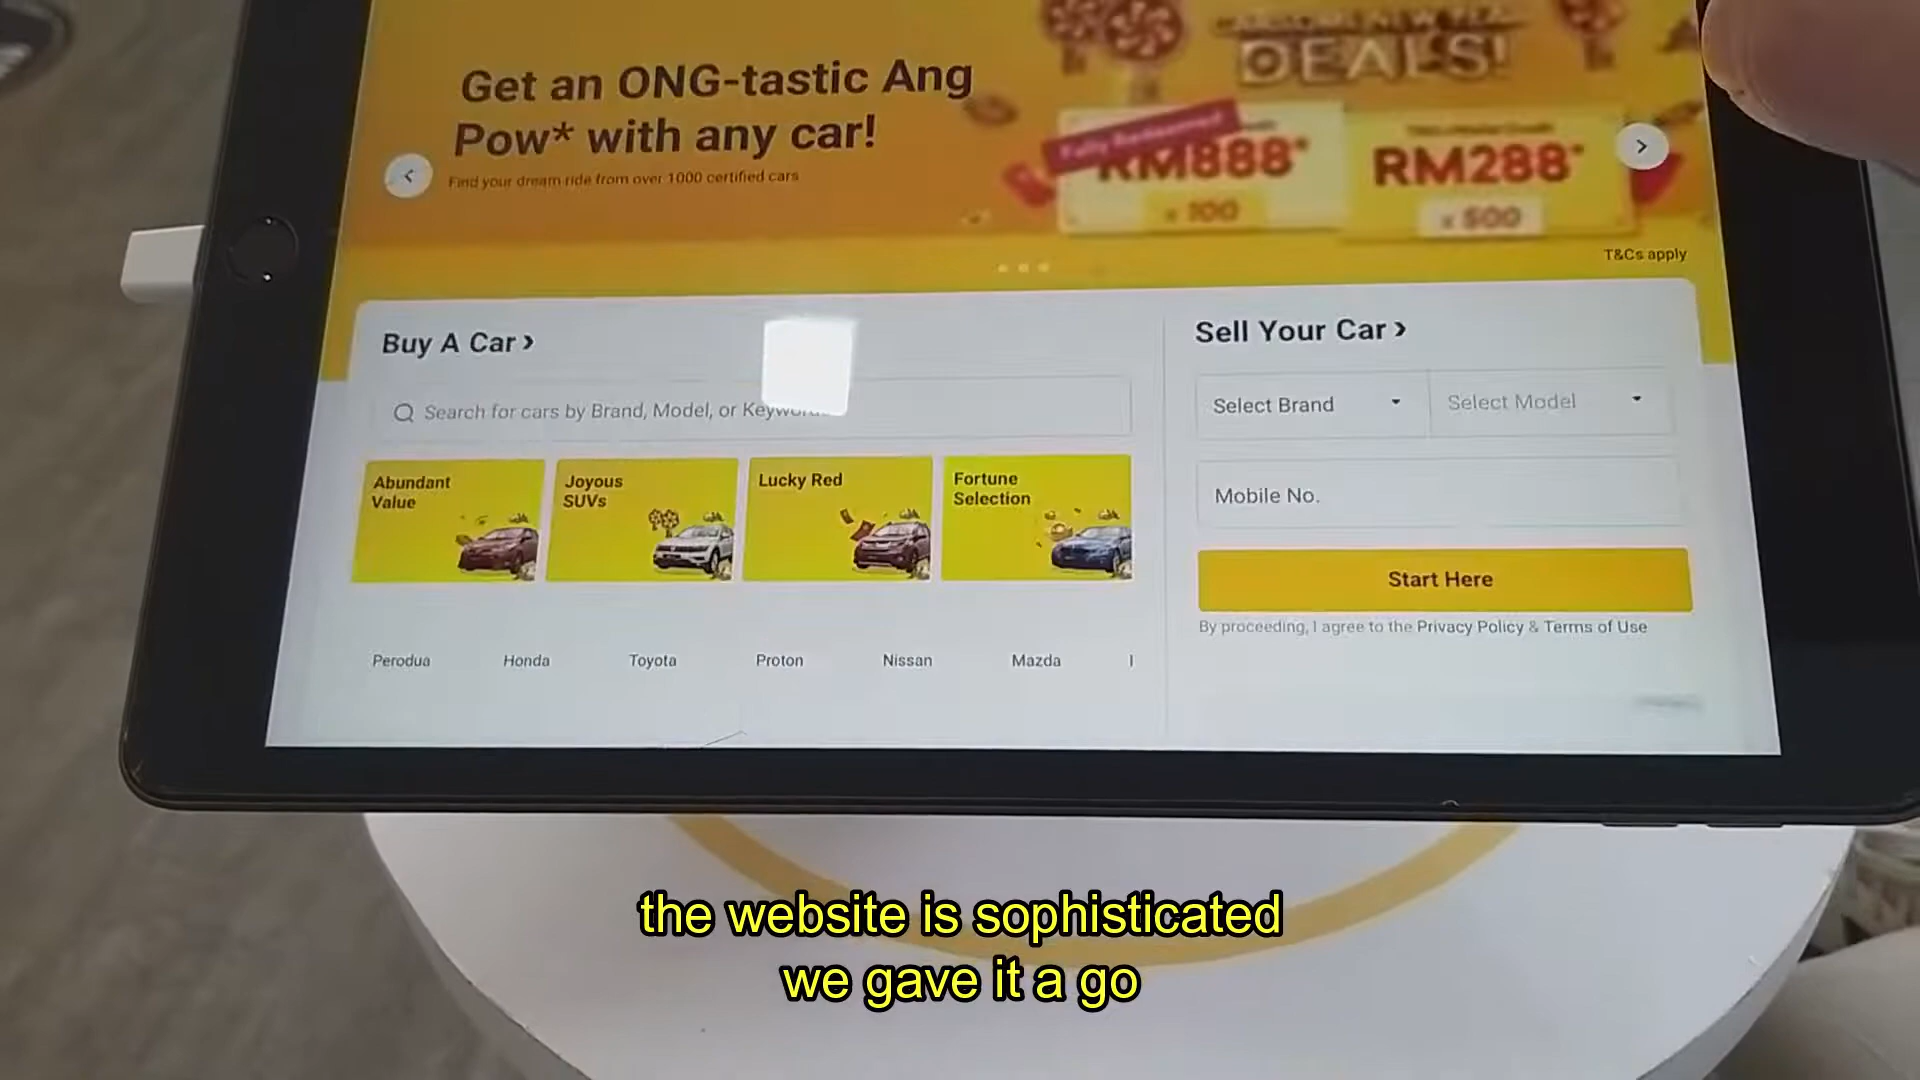 DEALS!
Get an ONG-tastic Ang
Pow* with any car!
Find your dream ride from over 1000 certified cars
Fully Redeemed
RM888*
x 100
RM288*
x 500
T&Cs apply
Buy A Car
Search for cars by Brand, Model, or
Abundant
Value
Joyous
SUVs
Lucky Red
Fortune
Selection
Perodua
Honda
Toyota
Proton
Nissan
Mazda
Sell Your Car
Select Brand
Select Model
Mobile No.
Start Here
By proceeding, I agree to the Privacy Policy & Terms of Use
the website is sophisticated
we gave it a go